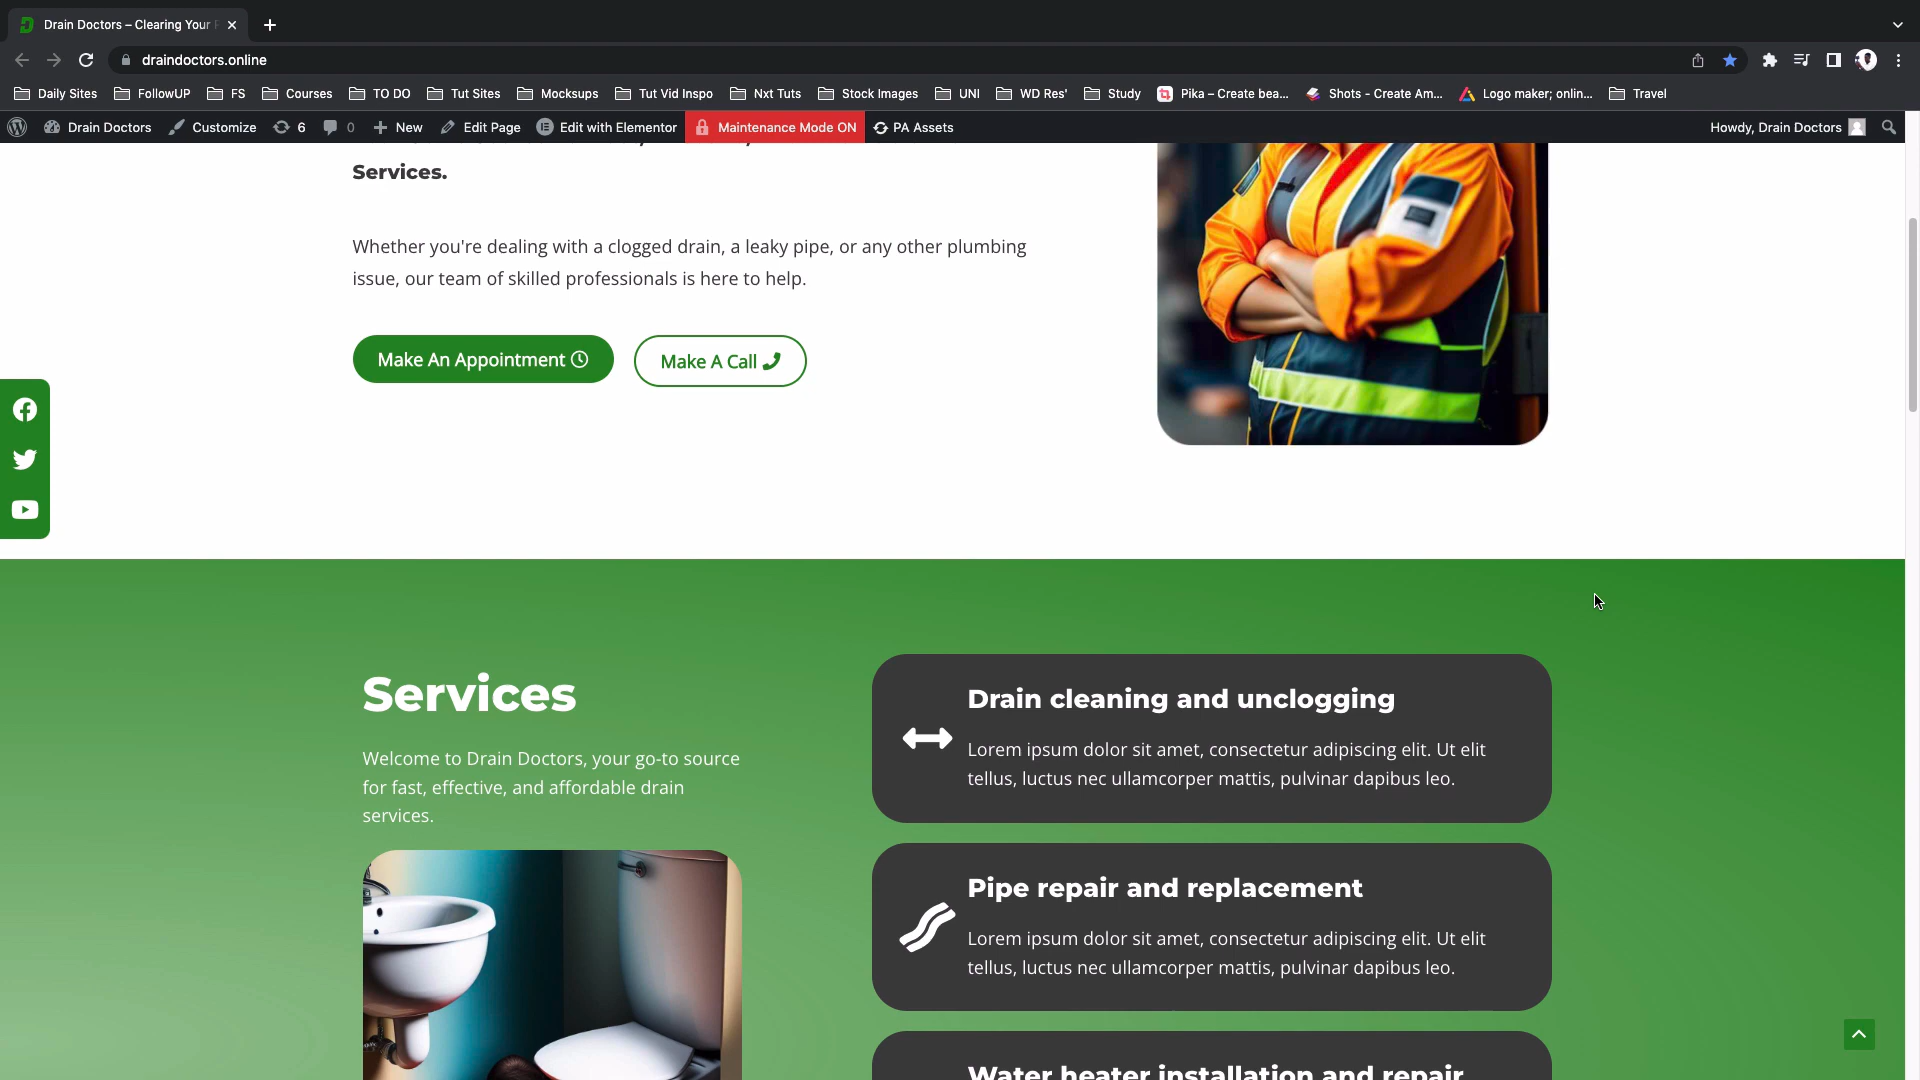 Drain Doctors – Clearing Your
draindoctors.online
Daily Sites FollowUP FS Courses TO DO Tut Sites Mocksups Tut Vid Inspo Nxt Tuts Stock Images UNI WD Res' Study Pika – Create bea... Shots - Create Am... Logo maker; onlin... Travel
Drain Doctors Customize 6 0 New Edit Page Edit with Elementor Maintenance Mode ON PA Assets Howdy, Drain Doctors
Services.
Whether you're dealing with a clogged drain, a leaky pipe, or any other plumbing
issue, our team of skilled professionals is here to help.
Make An Appointment
Make A Call
Services
Welcome to Drain Doctors, your go-to source
for fast, effective, and affordable drain
services.
Drain cleaning and unclogging
Lorem ipsum dolor sit amet, consectetur adipiscing elit. Ut elit
tellus, luctus nec ullamcorper mattis, pulvinar dapibus leo.
Pipe repair and replacement
Lorem ipsum dolor sit amet, consectetur adipiscing elit. Ut elit
tellus, luctus nec ullamcorper mattis, pulvinar dapibus leo.
Water heater installation and repair